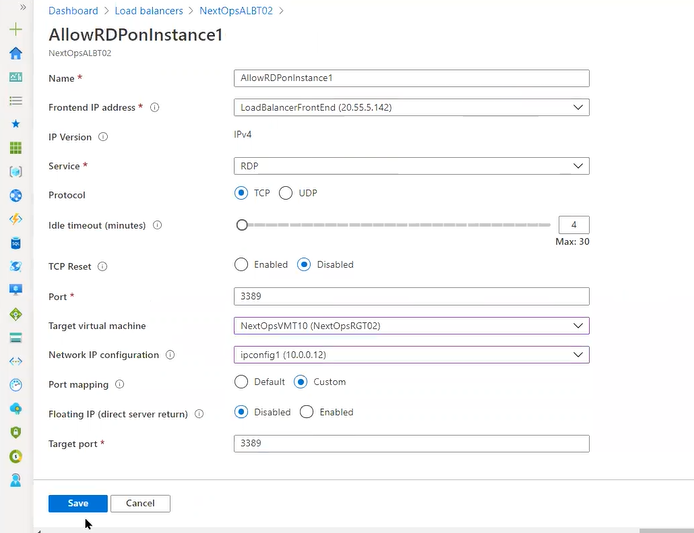 Dashboard > Load balancers > NextOpsALBT02 >
AllowRDPonInstance1
NextOpsALBT02
Name * AllowRDPonInstance1
Frontend IP address * LoadBalancerFrontEnd (20.55.5.142)
IP Version IPv4
Service * RDP
Protocol TCP UDP
Idle timeout (minutes) 4
Max: 30
TCP Reset Enabled Disabled
Port * 3389
Target virtual machine NextOpsVMT10 (NextOpsRGT02)
Network IP configuration ipconfig1 (10.0.0.12)
Port mapping Default Custom
Floating IP (direct server return) Disabled Enabled
Target port * 3389
Save Cancel